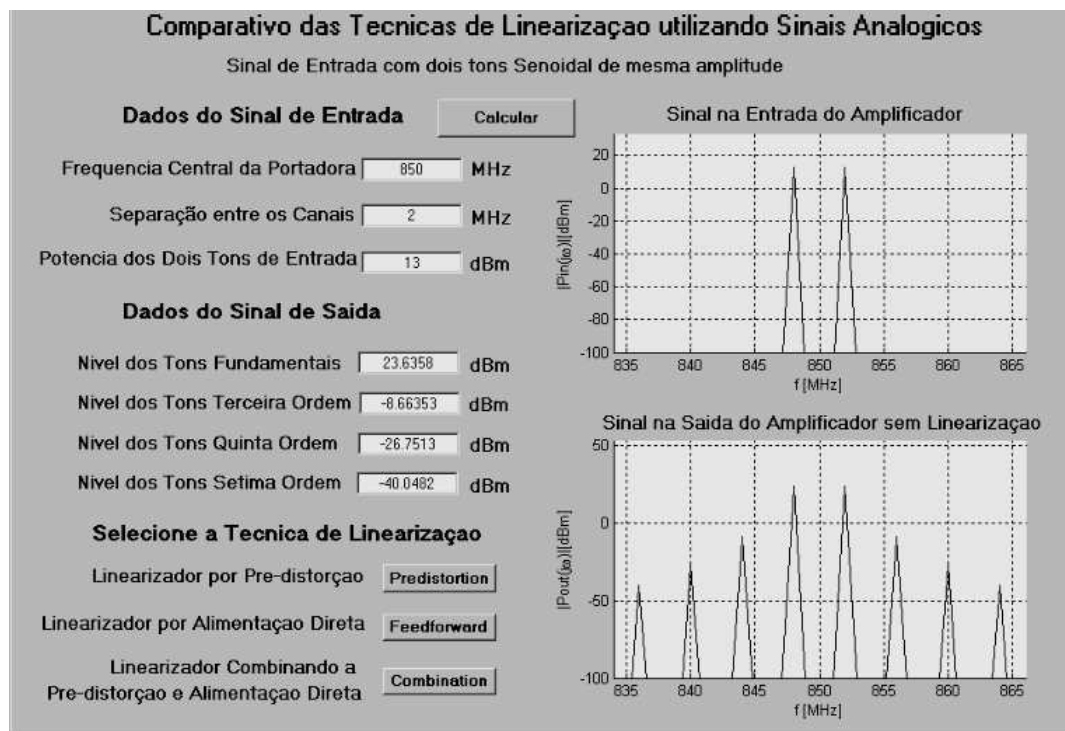 Comparativo das Tecnicas de Linearizaçao utilizando Sinais Analogicos
Sinal de Entrada com dois tons Senoidal de mesma amplitude
Dados do Sinal de Entrada
Calcular
Frequencia Central da Portadora 850 MHz
Separação entre os Canais 2 MHz
Potencia dos Dois Tons de Entrada 13 dBm
Dados do Sinal de Saida
Nivel dos Tons Fundamentais 23.6358 dBm
Nivel dos Tons Terceira Ordem -8.66353 dBm
Nivel dos Tons Quinta Ordem -26.7513 dBm
Nivel dos Tons Setima Ordem -40.0482 dBm
Selecione a Tecnica de Linearizaçao
Linearizador por Pre-distorçao Predistortion
Linearizador por Alimentaçao Direta Feedforward
Linearizador Combinando a
Pre-distorçao e Alimentaçao Direta Combination
Sinal na Entrada do Amplificador
|Pin(jω)|[dBm]
20
0
-20
-40
-60
-80
-100
835 840 845 850 855 860 865
f [MHz]
Sinal na Saida do Amplificador sem Linearizaçao
|Pout(jω)|[dBm]
50
0
-50
-100
835 840 845 850 855 860 865
f [MHz]